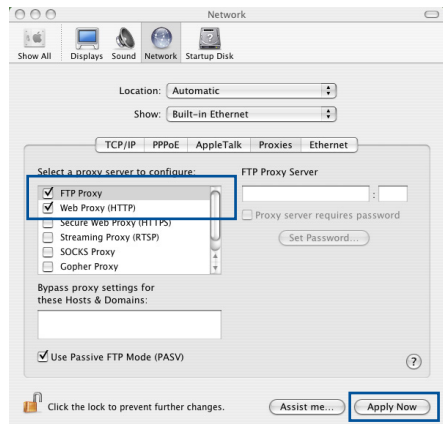 Network
Show All Displays Sound Network Startup Disk
Location: Automatic
Show: Built-in Ethernet
TCP/IP PPPoE AppleTalk Proxies Ethernet
Select a proxy server to configure:
FTP Proxy
Web Proxy (HTTP)
Secure Web Proxy (HTTPS)
Streaming Proxy (RTSP)
SOCKS Proxy
Gopher Proxy
FTP Proxy Server
:
Proxy server requires password
Set Password...
Bypass proxy settings for
these Hosts & Domains:
Use Passive FTP Mode (PASV)
?
Click the lock to prevent further changes.
Assist me...
Apply Now